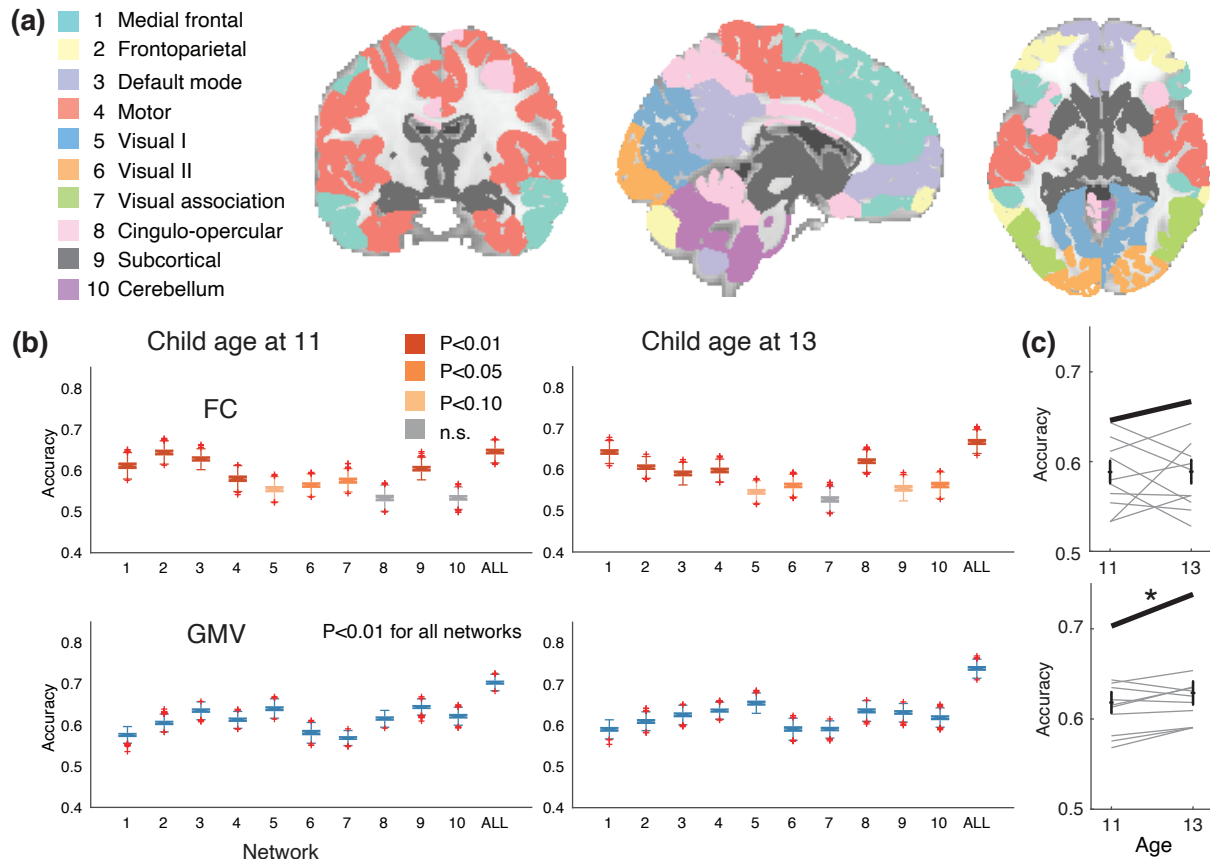 (a)
1 Medial frontal
2 Frontoparietal
3 Default mode
4 Motor
5 Visual I
6 Visual II
7 Visual association
8 Cingulo-opercular
9 Subcortical
10 Cerebellum
(b)
Child age at 11
P<0.01
P<0.05
P<0.10
n.s.
Child age at 13
FC
Accuracy
0.8
0.7
0.6
0.5
0.4
1 2 3 4 5 6 7 8 9 10 ALL
0.8
0.7
0.6
0.5
0.4
1 2 3 4 5 6 7 8 9 10 ALL
GMV
P<0.01 for all networks
Accuracy
0.8
0.7
0.6
0.5
0.4
1 2 3 4 5 6 7 8 9 10 ALL
Network
0.8
0.7
0.6
0.5
0.4
1 2 3 4 5 6 7 8 9 10 ALL
(c)
Accuracy
0.7
0.6
0.5
11 13
*
Accuracy
0.7
0.6
0.5
11 13
Age